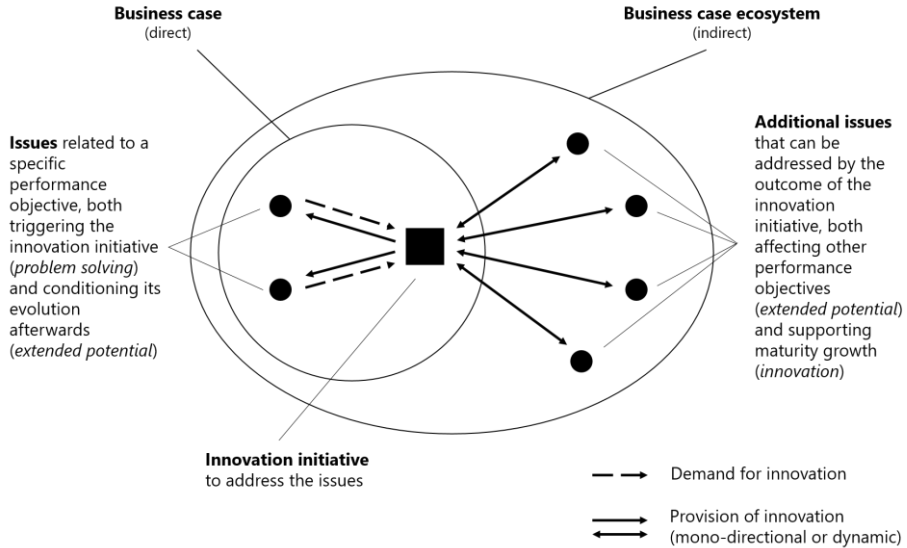 Business case
(direct)
Business case ecosystem
(indirect)
Issues related to a
specific
performance
objective, both
triggering the
innovation initiative
(problem solving)
and conditioning its
evolution
afterwards
(extended potential)
Additional issues
that can be
addressed by the
outcome of the
innovation
initiative, both
affecting other
performance
objectives
(extended potential)
and supporting
maturity growth
(innovation)
Innovation initiative
to address the issues
Demand for innovation
Provision of innovation
(mono-directional or dynamic)